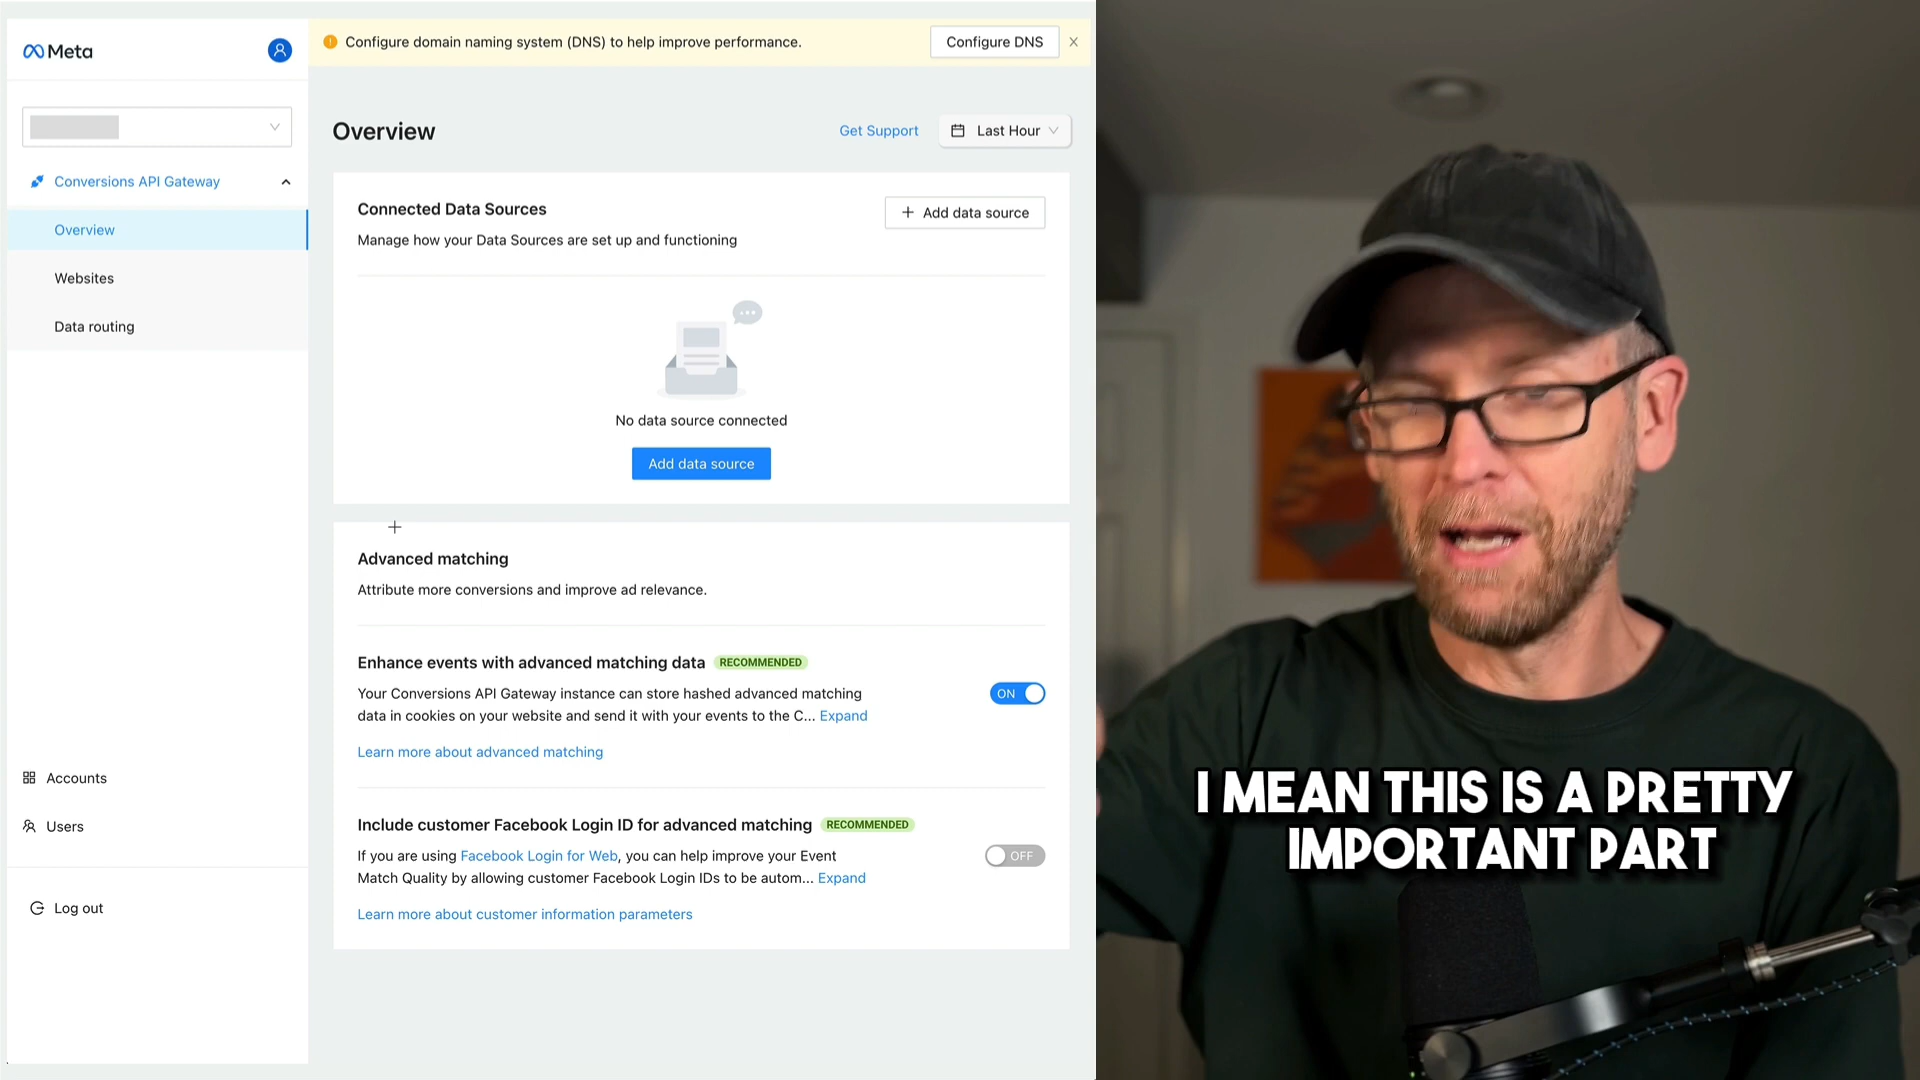 Meta
Configure domain naming system (DNS) to help improve performance.
Configure DNS
Overview
Get Support
Last Hour
Conversions API Gateway
Overview
Websites
Data routing
Connected Data Sources
Add data source
Manage how your Data Sources are set up and functioning
No data source connected
Add data source
Advanced matching
Attribute more conversions and improve ad relevance.
Enhance events with advanced matching data RECOMMENDED
Your Conversions API Gateway instance can store hashed advanced matching
data in cookies on your website and send it with your events to the C... Expand
ON
Learn more about advanced matching
Include customer Facebook Login ID for advanced matching RECOMMENDED
If you are using Facebook Login for Web, you can help improve your Event
Match Quality by allowing customer Facebook Login IDs to be autom... Expand
OFF
Learn more about customer information parameters
Accounts
Users
Log out
I MEAN THIS IS A PRETTY
IMPORTANT PART